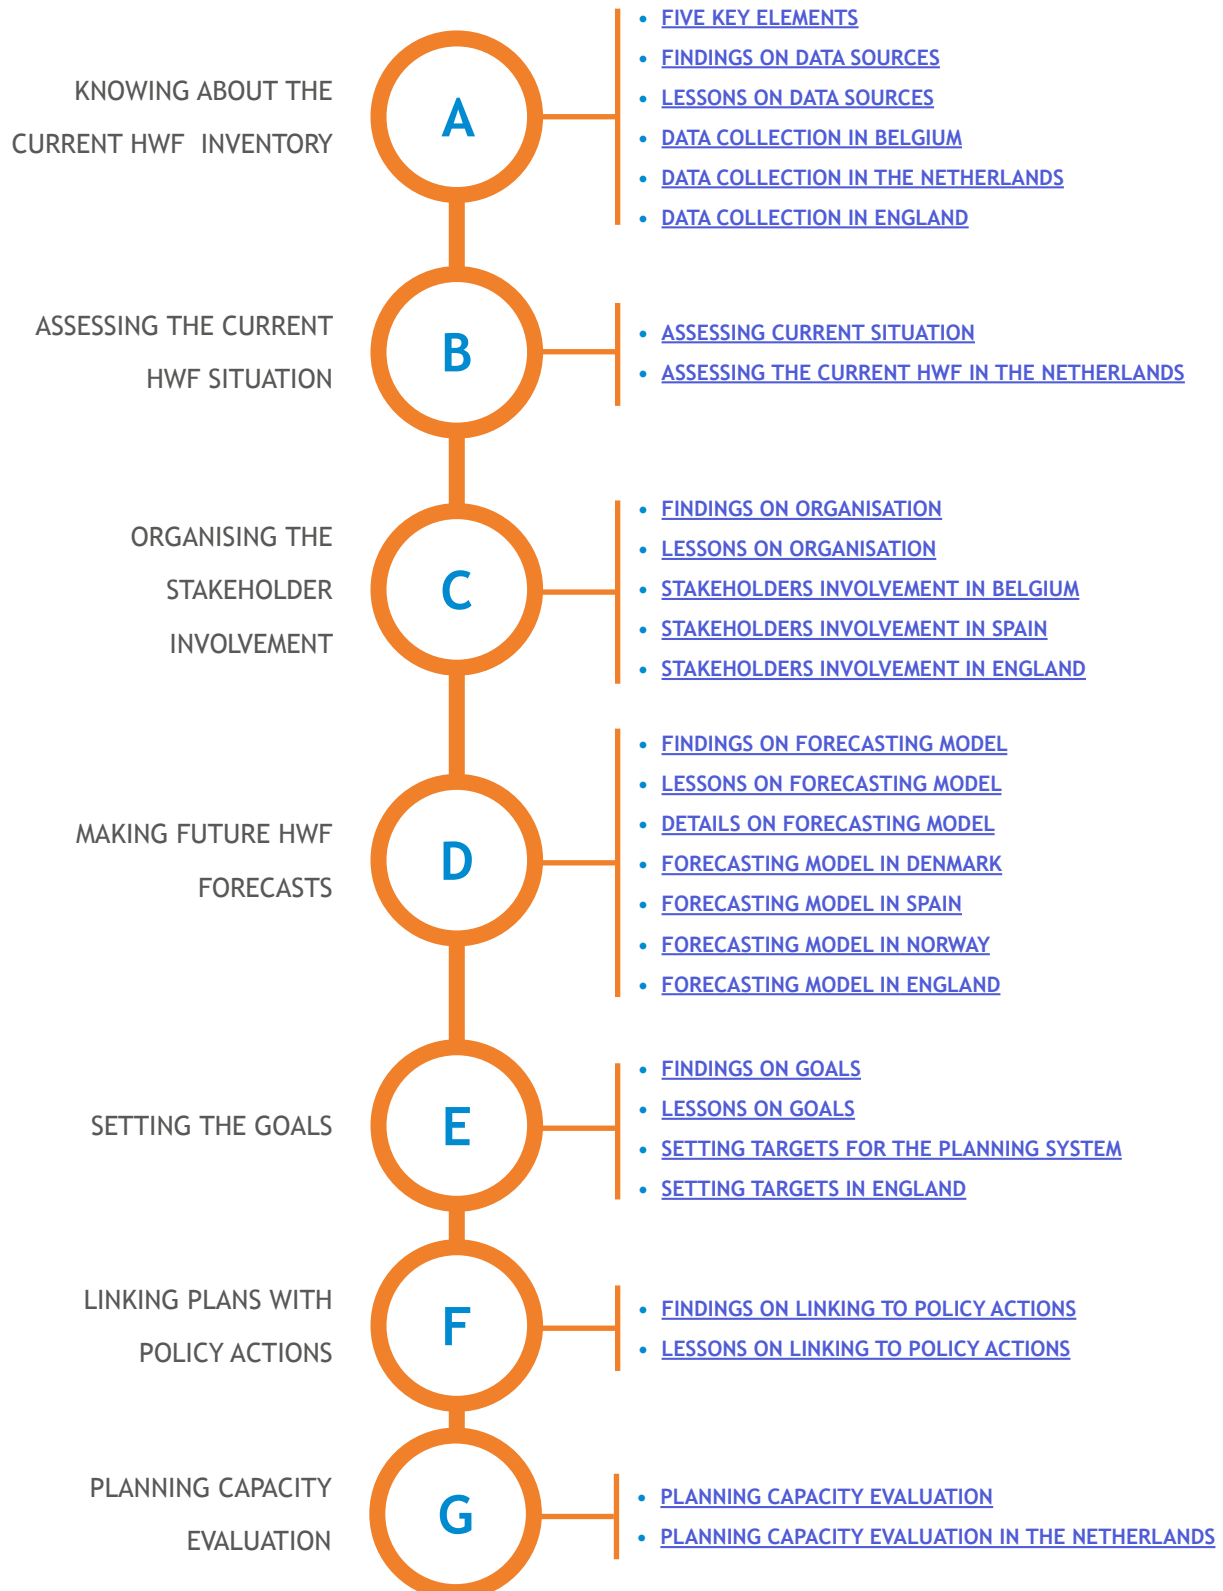 KNOWING ABOUT THE
CURRENT HWF INVENTORY
A
• FIVE KEY ELEMENTS
• FINDINGS ON DATA SOURCES
• LESSONS ON DATA SOURCES
• DATA COLLECTION IN BELGIUM
• DATA COLLECTION IN THE NETHERLANDS
• DATA COLLECTION IN ENGLAND
ASSESSING THE CURRENT
HWF SITUATION
B
• ASSESSING CURRENT SITUATION
• ASSESSING THE CURRENT HWF IN THE NETHERLANDS
ORGANISING THE
STAKEHOLDER
INVOLVEMENT
C
• FINDINGS ON ORGANISATION
• LESSONS ON ORGANISATION
• STAKEHOLDERS INVOLVEMENT IN BELGIUM
• STAKEHOLDERS INVOLVEMENT IN SPAIN
• STAKEHOLDERS INVOLVEMENT IN ENGLAND
MAKING FUTURE HWF
FORECASTS
D
• FINDINGS ON FORECASTING MODEL
• LESSONS ON FORECASTING MODEL
• DETAILS ON FORECASTING MODEL
• FORECASTING MODEL IN DENMARK
• FORECASTING MODEL IN SPAIN
• FORECASTING MODEL IN NORWAY
• FORECASTING MODEL IN ENGLAND
SETTING THE GOALS
E
• FINDINGS ON GOALS
• LESSONS ON GOALS
• SETTING TARGETS FOR THE PLANNING SYSTEM
• SETTING TARGETS IN ENGLAND
LINKING PLANS WITH
POLICY ACTIONS
F
• FINDINGS ON LINKING TO POLICY ACTIONS
• LESSONS ON LINKING TO POLICY ACTIONS
PLANNING CAPACITY
EVALUATION
G
• PLANNING CAPACITY EVALUATION
• PLANNING CAPACITY EVALUATION IN THE NETHERLANDS